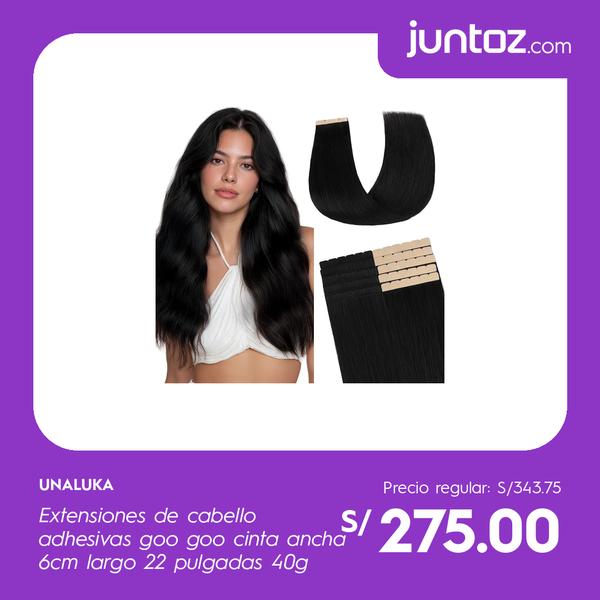 juntoz.com
UNALUKA
Extensiones de cabello
adhesivas goo goo cinta ancha
6cm largo 22 pulgadas 40g
Precio regular: S/343.75
S/ 275.00